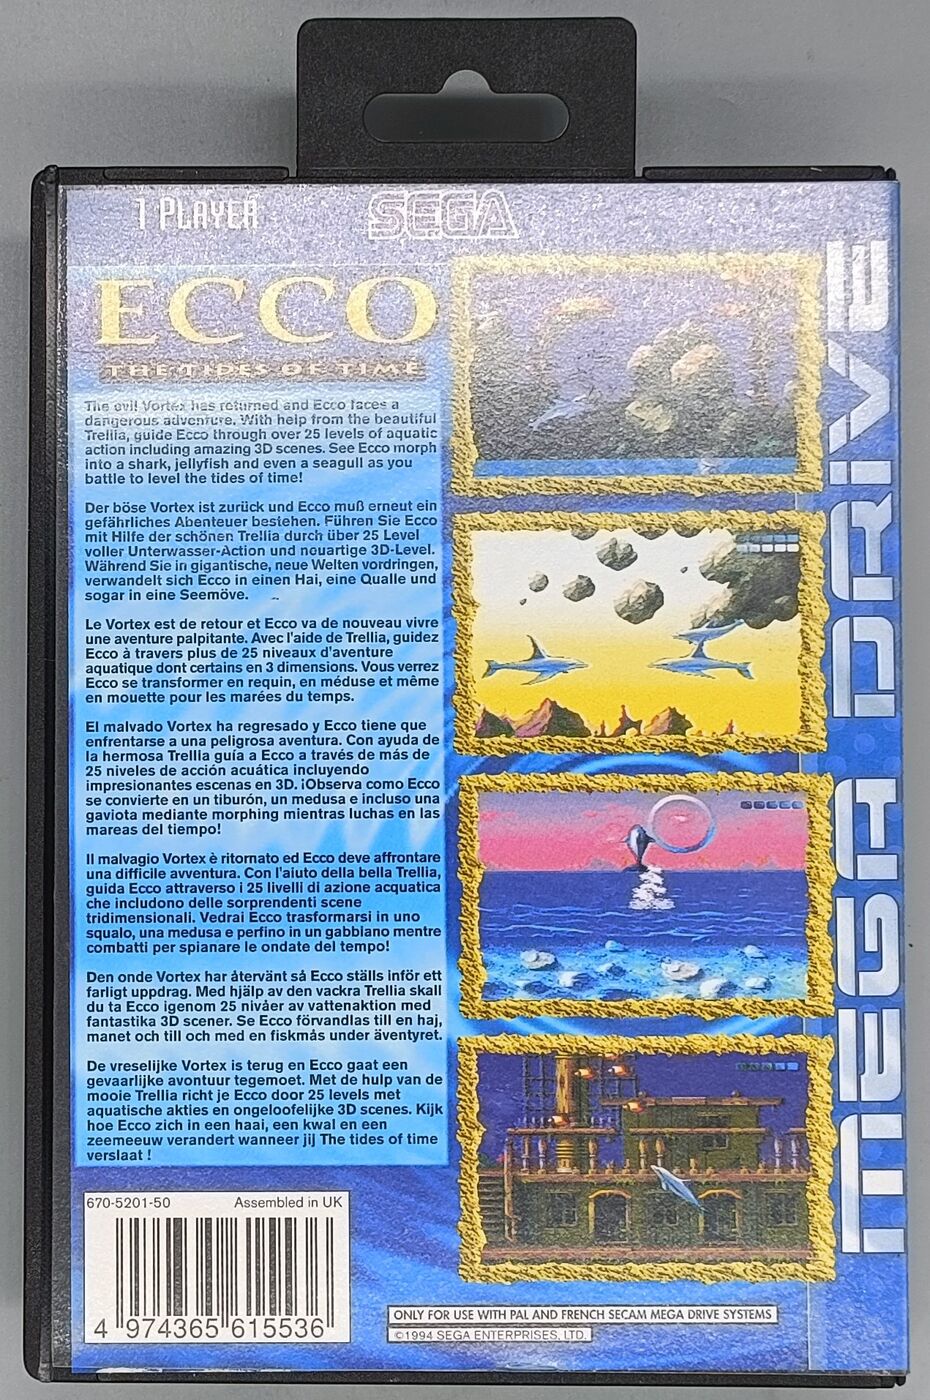 1 PLAYER
SEGA
ECCO
THE TIDES OF TIME
The evil Vortex has returned and Ecco faces a
dangerous adventure. With help from the beautiful
Trellia, guide Ecco through over 25 levels of aquatic
action including amazing 3D scenes. See Ecco morph
into a shark, jellyfish and even a seagull as you
battle to level the tides of time!
Der böse Vortex ist zurück und Ecco muß erneut ein
gefährliches Abenteuer bestehen. Führen Sie Ecco
mit Hilfe der schönen Trellia durch über 25 Level
voller Unterwasser-Action und neuartige 3D-Level.
Während Sie in gigantische, neue Welten vordringen,
verwandelt sich Ecco in einen Hai, eine Qualle und
sogar in eine Seemöve.
Le Vortex est de retour et Ecco va de nouveau vivre
une aventure palpitante. Avec l'aide de Trellia, guidez
Ecco à travers plus de 25 niveaux d'aventure
aquatique dont certains en 3 dimensions. Vous verrez
Ecco se transformer en requin, en méduse et même
en mouette pour les marées du temps.
El malvado Vortex ha regresado y Ecco tiene que
enfrentarse a una peligrosa aventura. Con ayuda de
la hermosa Trellia guía a Ecco a través de más de
25 niveles de acción acuática incluyendo
impresionantes escenas en 3D. ¡Observa como Ecco
se convierte en un tiburón, un medusa e incluso una
gaviota mediante morphing mientras luchas en las
mareas del tiempo!
Il malvagio Vortex è ritornato ed Ecco deve affrontare
una difficile avventura. Con l'aiuto della bella Trellia,
guida Ecco attraverso i 25 livelli di azione acquatica
che includono delle sorprendenti scene
tridimensionali. Vedrai Ecco trasformarsi in uno
squalo, una medusa e perfino in un gabbiano mentre
combatti per spianare le ondate del tempo!
Den onde Vortex har återvänt så Ecco ställs inför ett
farligt uppdrag. Med hjälp av den vackra Trellia skall
du ta Ecco igenom 25 nivåer av vattenaktion med
fantastika 3D scener. Se Ecco förvandlas till en haj,
manet och till och med en fiskmås under äventyret.
De vreselijke Vortex is terug en Ecco gaat een
gevaarlijke avontuur tegemoet. Met de hulp van de
mooie Trellia richt je Ecco door 25 levels met
aquatische akties en ongeloofelijke 3D scenes. Kijk
hoe Ecco zich in een haai, een kwal en een
zeemeeuw verandert wanneer jij The tides of time
verslaat !
670-5201-50 Assembled in UK
4 974365 615536
ONLY FOR USE WITH PAL AND FRENCH SECAM MEGA DRIVE SYSTEMS
©1994 SEGA ENTERPRISES, LTD.
MEGA DRIVE